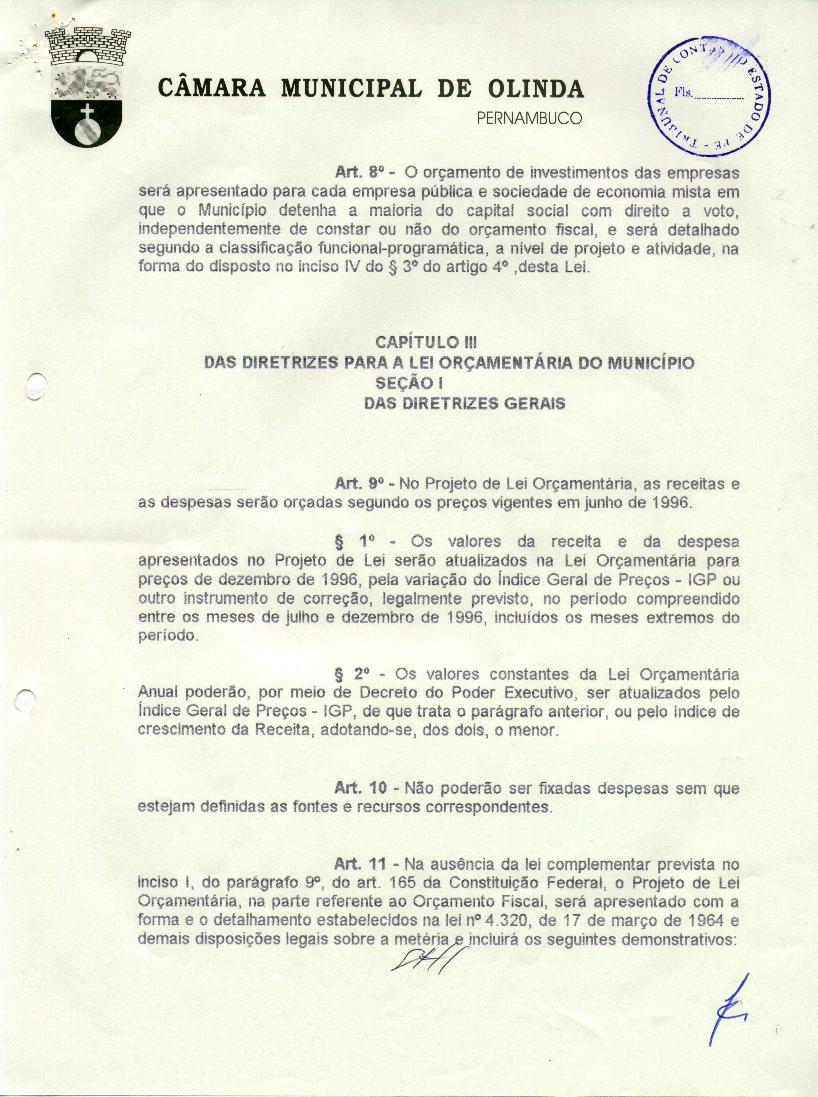 CÂMARA MUNICIPAL DE OLINDA
PERNAMBUCO
TRIBUNAL DE CONTAS DO ESTADO DE PE -
Fls.
Art. 8º - O orçamento de investimentos das empresas
será apresentado para cada empresa pública e sociedade de economia mista em
que o Município detenha a maioria do capital social com direito a voto,
independentemente de constar ou não do orçamento fiscal, e será detalhado
segundo a classificação funcional-programática, a nível de projeto e atividade, na
forma do disposto no inciso IV do § 3º do artigo 4º ,desta Lei.
CAPÍTULO III
DAS DIRETRIZES PARA A LEI ORÇAMENTÁRIA DO MUNICÍPIO
SEÇÃO I
DAS DIRETRIZES GERAIS
Art. 9º - No Projeto de Lei Orçamentária, as receitas e
as despesas serão orçadas segundo os preços vigentes em junho de 1996.
§ 1º - Os valores da receita e da despesa
apresentados no Projeto de Lei serão atualizados na Lei Orçamentária para
preços de dezembro de 1996, pela variação do Índice Geral de Preços - IGP ou
outro instrumento de correção, legalmente previsto, no período compreendido
entre os meses de julho e dezembro de 1996, incluídos os meses extremos do
período.
§ 2º - Os valores constantes da Lei Orçamentária
Anual poderão, por meio de Decreto do Poder Executivo, ser atualizados pelo
Índice Geral de Preços - IGP, de que trata o parágrafo anterior, ou pelo índice de
crescimento da Receita, adotando-se, dos dois, o menor.
Art. 10 - Não poderão ser fixadas despesas sem que
estejam definidas as fontes e recursos correspondentes.
Art. 11 - Na ausência da lei complementar prevista no
inciso I, do parágrafo 9º, do art. 165 da Constituição Federal, o Projeto de Lei
Orçamentária, na parte referente ao Orçamento Fiscal, será apresentado com a
forma e o detalhamento estabelecidos na lei nº 4.320, de 17 de março de 1964 e
demais disposições legais sobre a metéria e incluirá os seguintes demonstrativos: